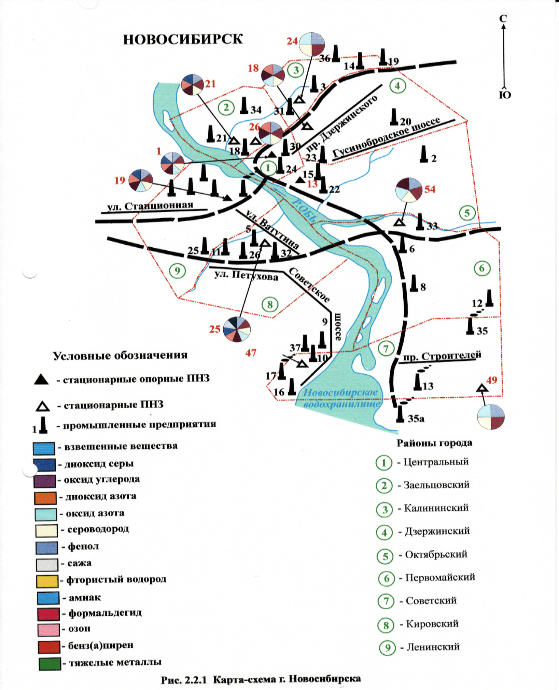 НОВОСИБИРСК
С
Ю
24
36
14
19
3
18
3
4
21
2
34
31
пр. Дзержинского
20
Гусинобродское шоссе
26
21
18
30
23
2
1
1
24
15
13
22
19
54
ул. Станционная
РОБЬ
ул. Ватутина
33
5
5
25
11
26
32
6
9
ул. Петухова
Советское
шоссе
6
8
8
12
25
9
35
47
37
10
7
17
пр. Строителей
16
13
49
Новосибирское
водохранилище
35а
Условные обозначения
- стационарные опорные ПНЗ
- стационарные ПНЗ
1 - промышленные предприятия
- взвешенные вещества
- диоксид серы
- оксид углерода
- диоксид азота
- оксид азота
- сероводород
- фенол
- сажа
- фтористый водород
- амиак
- формальдегид
- озон
- бенз(а)пирен
- тяжелые металлы
Районы города
1 - Центральный
2 - Заельцовский
3 - Калининский
4 - Дзержинский
5 - Октябрьский
6 - Первомайский
7 - Советский
8 - Кировский
9 - Ленинский
Рис. 2.2.1 Карта-схема г. Новосибирска